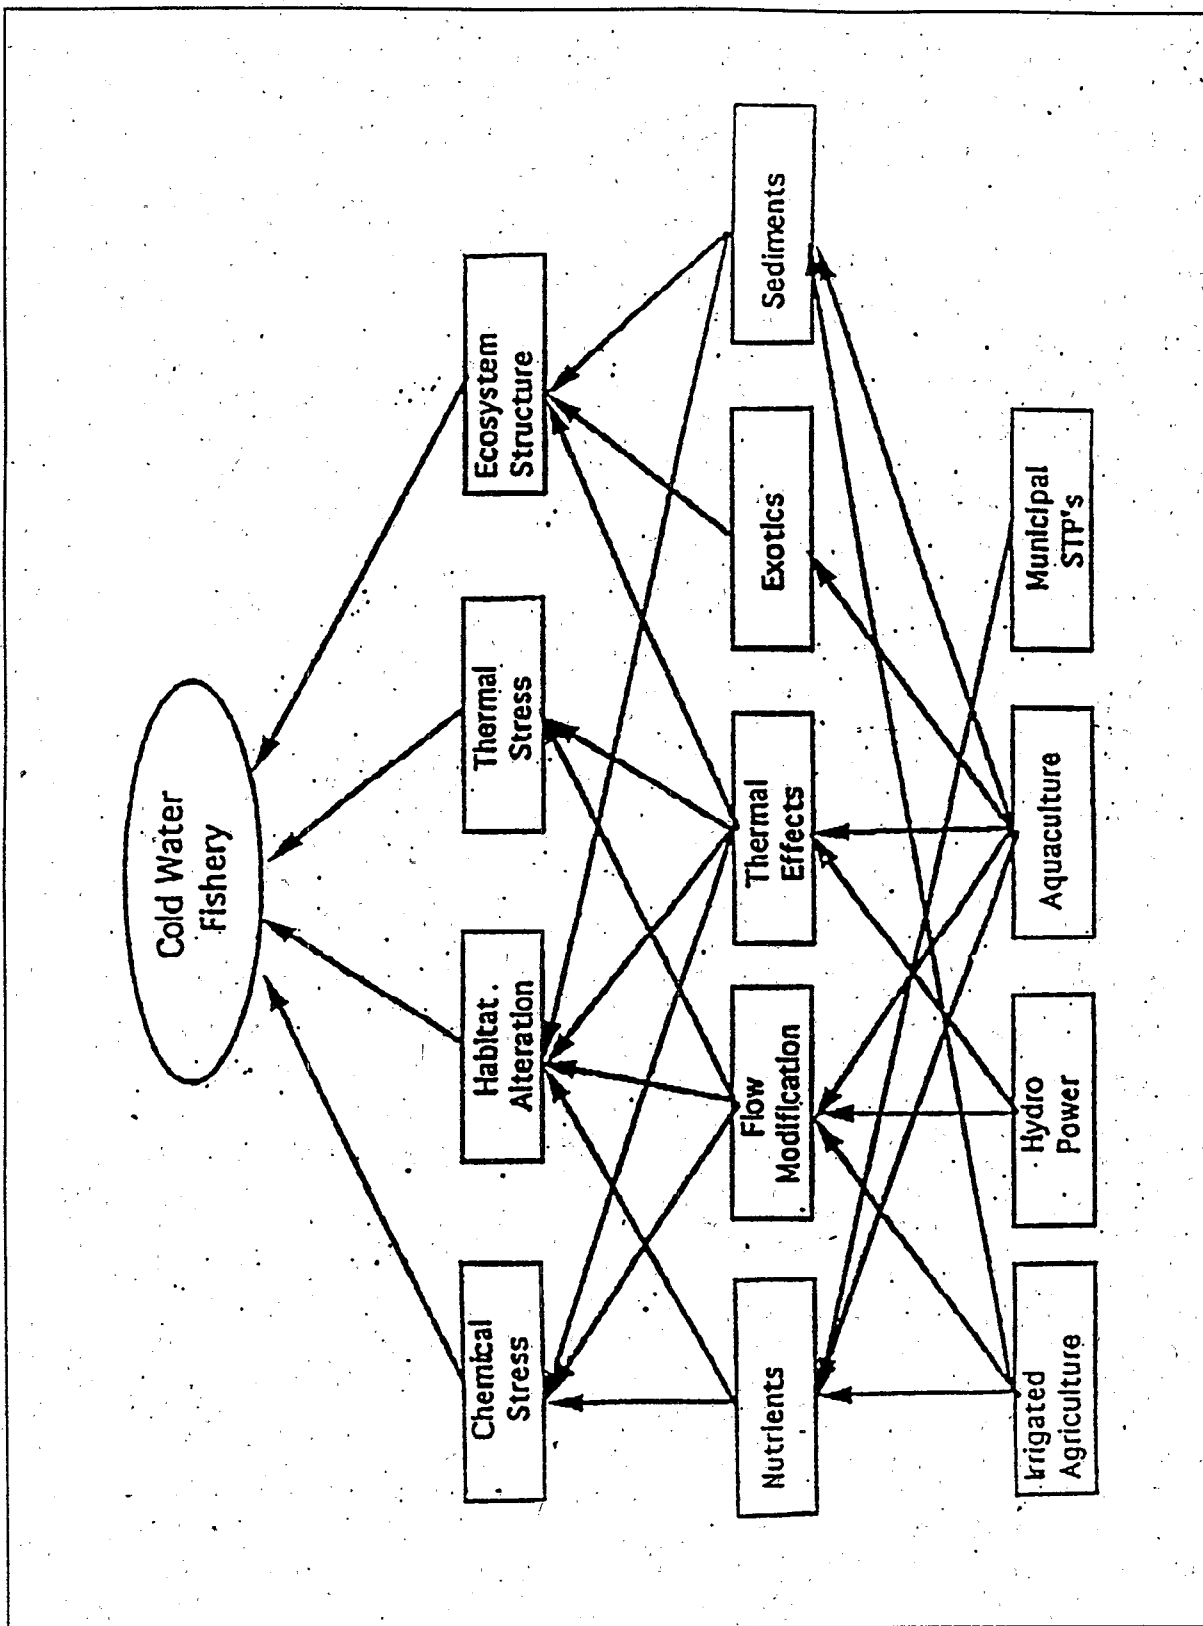 Cold Water
Fishery
Chemical
Stress
Habitat.
Alteration
Thermal
Stress
Ecosystem
Structure
Nutrients
Flow
Modification
Thermal
Effects
Exotics
Sediments
Irrigated
Agriculture
Hydro
Power
Aquaculture
Municipal
STP's